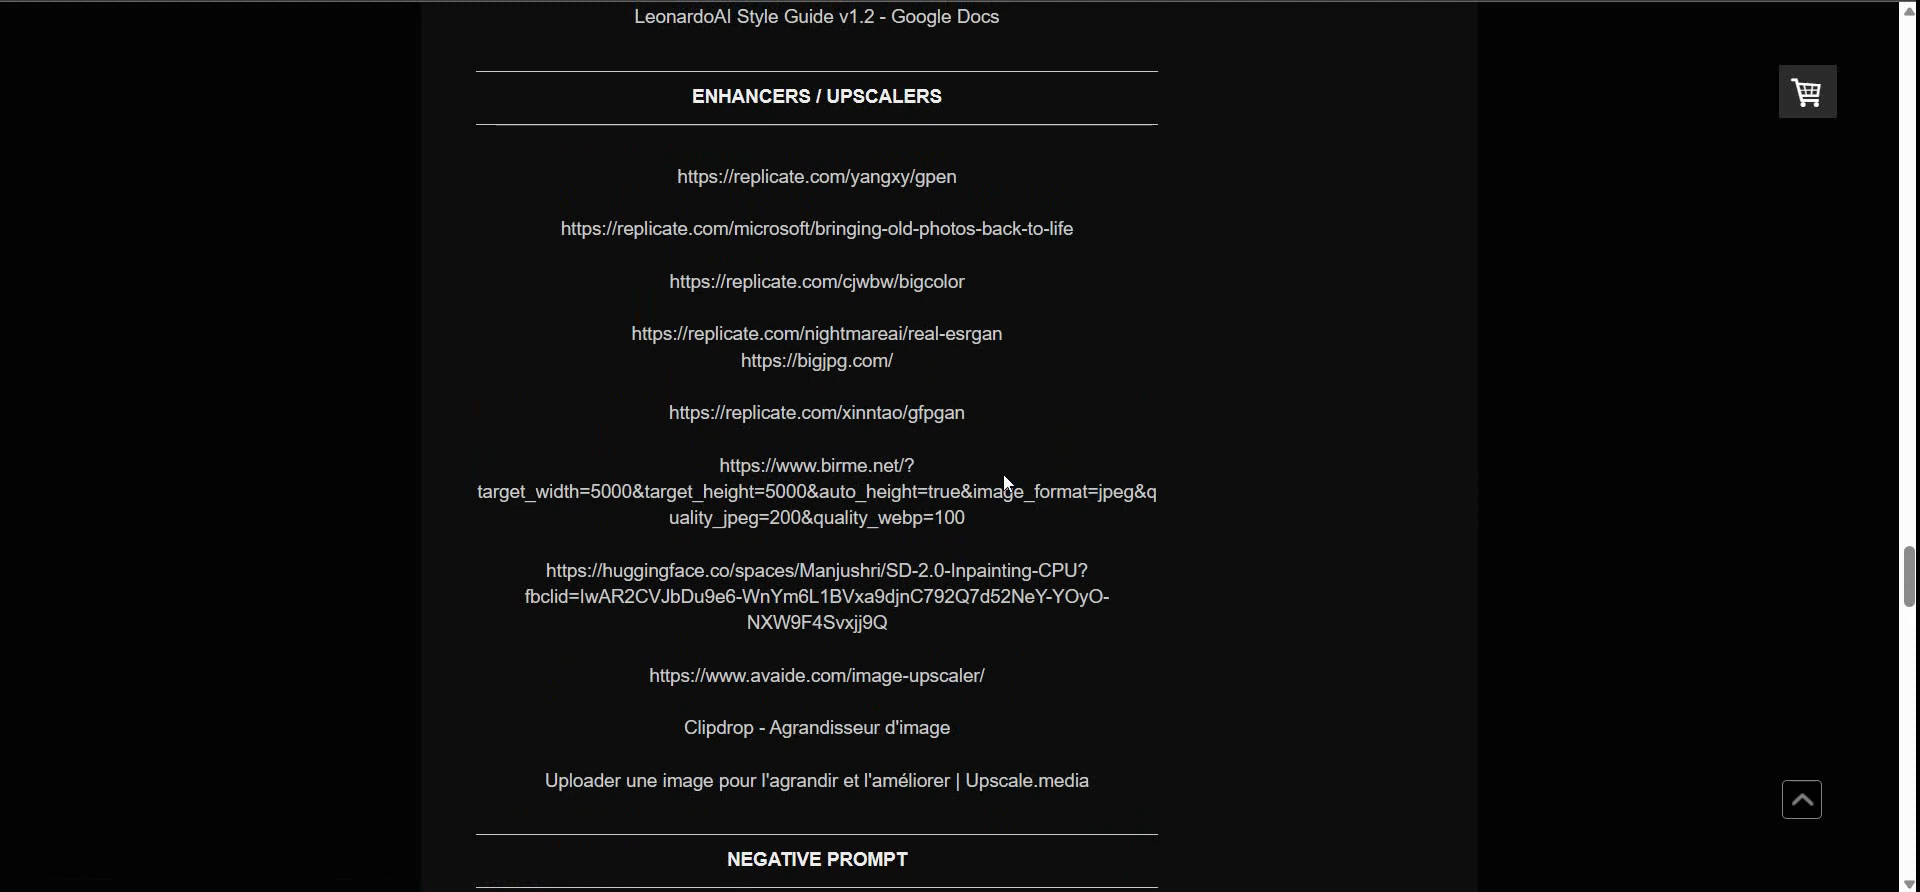 LeonardoAI Style Guide v1.2 - Google Docs
ENHANCERS / UPSCALERS
https://replicate.com/yangxy/gpen
https://replicate.com/microsoft/bringing-old-photos-back-to-life
https://replicate.com/cjwbw/bigcolor
https://replicate.com/nightmareai/real-esrgan
https://bigjpg.com/
https://replicate.com/xinntao/gfpgan
https://www.birme.net/?
target_width=5000&target_height=5000&auto_height=true&image_format=jpeg&q
uality_jpeg=200&quality_webp=100
https://huggingface.co/spaces/Manjushri/SD-2.0-Inpainting-CPU?
fbclid=IwAR2CVJbDu9e6-WnYm6L1BVxa9djnC792Q7d52NeY-YOyO-
NXW9F4Svxjj9Q
https://www.avaide.com/image-upscaler/
Clipdrop - Agrandisseur d'image
Uploader une image pour l'agrandir et l'améliorer | Upscale.media
NEGATIVE PROMPT